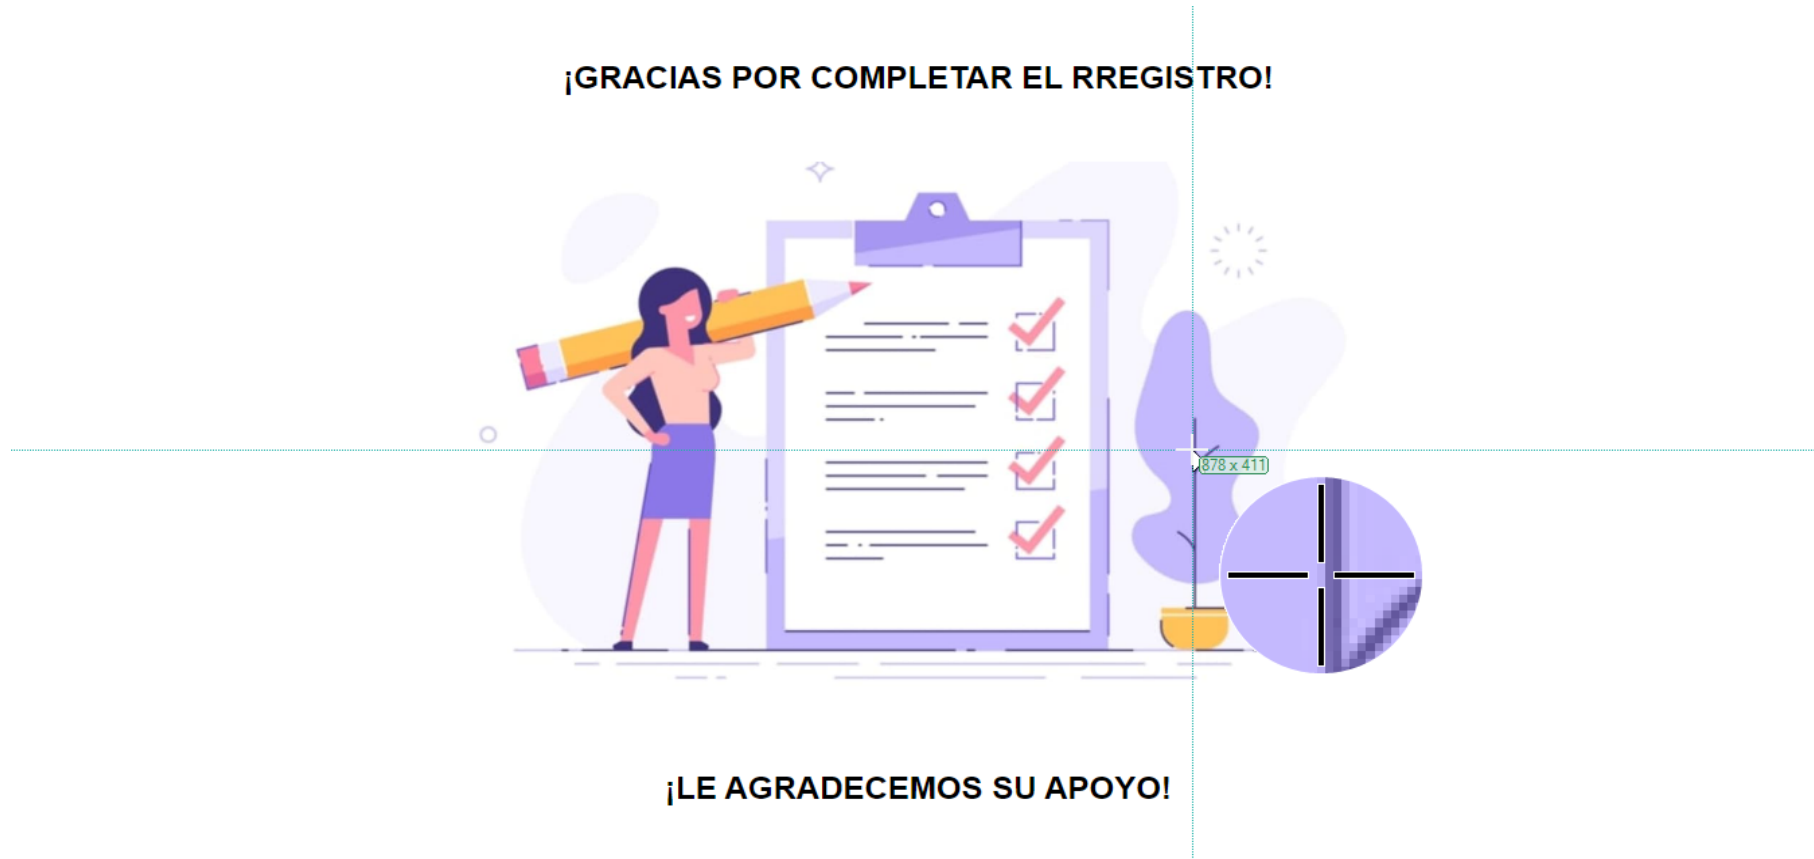 ¡GRACIAS POR COMPLETAR EL RREGISTRO!
878 x 411
¡LE AGRADECEMOS SU APOYO!